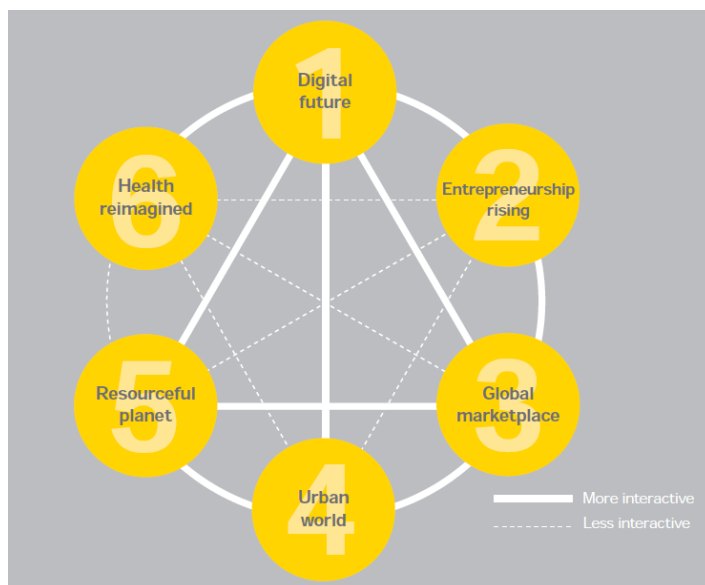 1
Digital
future
2
Entrepreneurship
rising
3
Global
marketplace
4
Urban
world
5
Resourceful
planet
6
Health
reimagined
More interactive
Less interactive